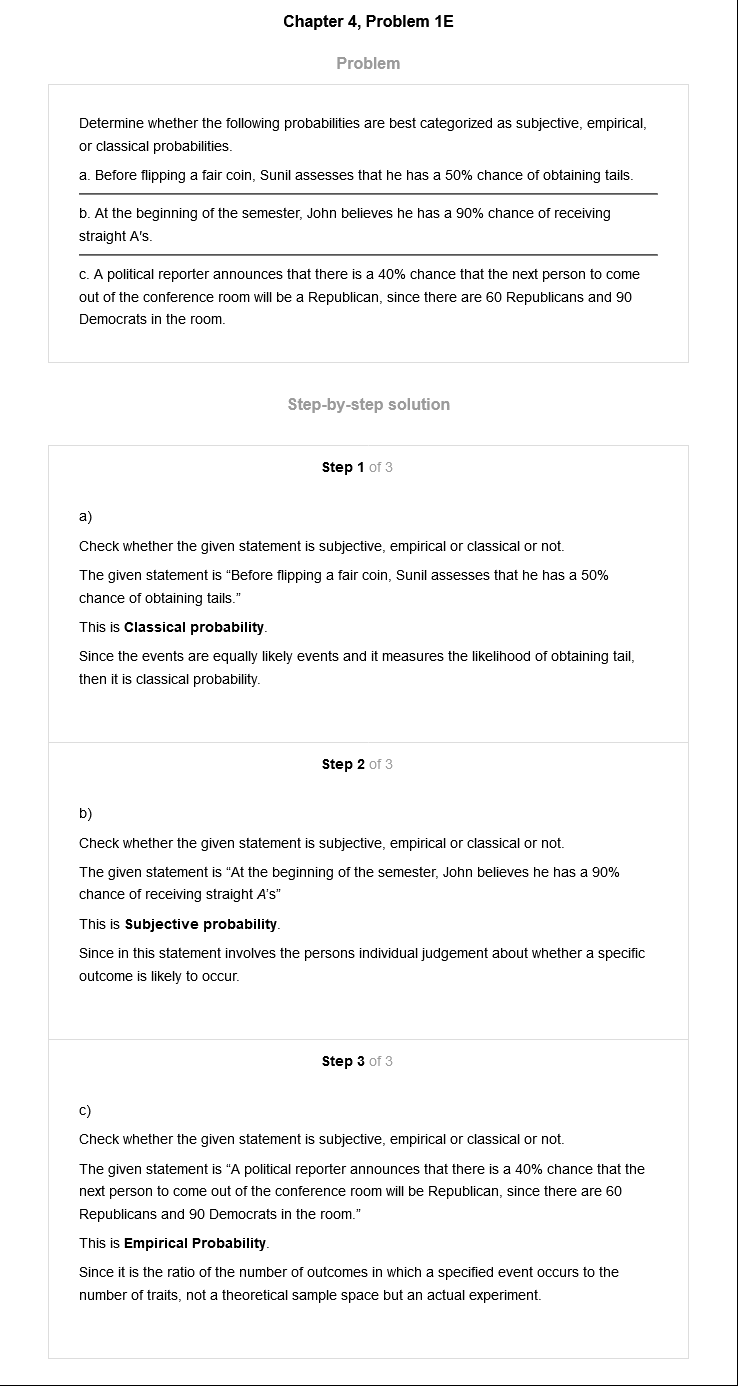 Chapter 4, Problem 1E
Problem
Determine whether the following probabilities are best categorized as subjective, empirical,
or classical probabilities.
a. Before flipping a fair coin, Sunil assesses that he has a 50% chance of obtaining tails.
b. At the beginning of the semester, John believes he has a 90% chance of receiving
straight A's.
c. A political reporter announces that there is a 40% chance that the next person to come
out of the conference room will be a Republican, since there are 60 Republicans and 90
Democrats in the room.
Step-by-step solution
Step 1 of 3
a)
Check whether the given statement is subjective, empirical or classical or not.
The given statement is “Before flipping a fair coin, Sunil assesses that he has a 50%
chance of obtaining tails.”
This is Classical probability.
Since the events are equally likely events and it measures the likelihood of obtaining tail,
then it is classical probability.
Step 2 of 3
b)
Check whether the given statement is subjective, empirical or classical or not.
The given statement is “At the beginning of the semester, John believes he has a 90%
chance of receiving straight A’s”
This is Subjective probability.
Since in this statement involves the persons individual judgement about whether a specific
outcome is likely to occur.
Step 3 of 3
c)
Check whether the given statement is subjective, empirical or classical or not.
The given statement is “A political reporter announces that there is a 40% chance that the
next person to come out of the conference room will be Republican, since there are 60
Republicans and 90 Democrats in the room.”
This is Empirical Probability.
Since it is the ratio of the number of outcomes in which a specified event occurs to the
number of traits, not a theoretical sample space but an actual experiment.